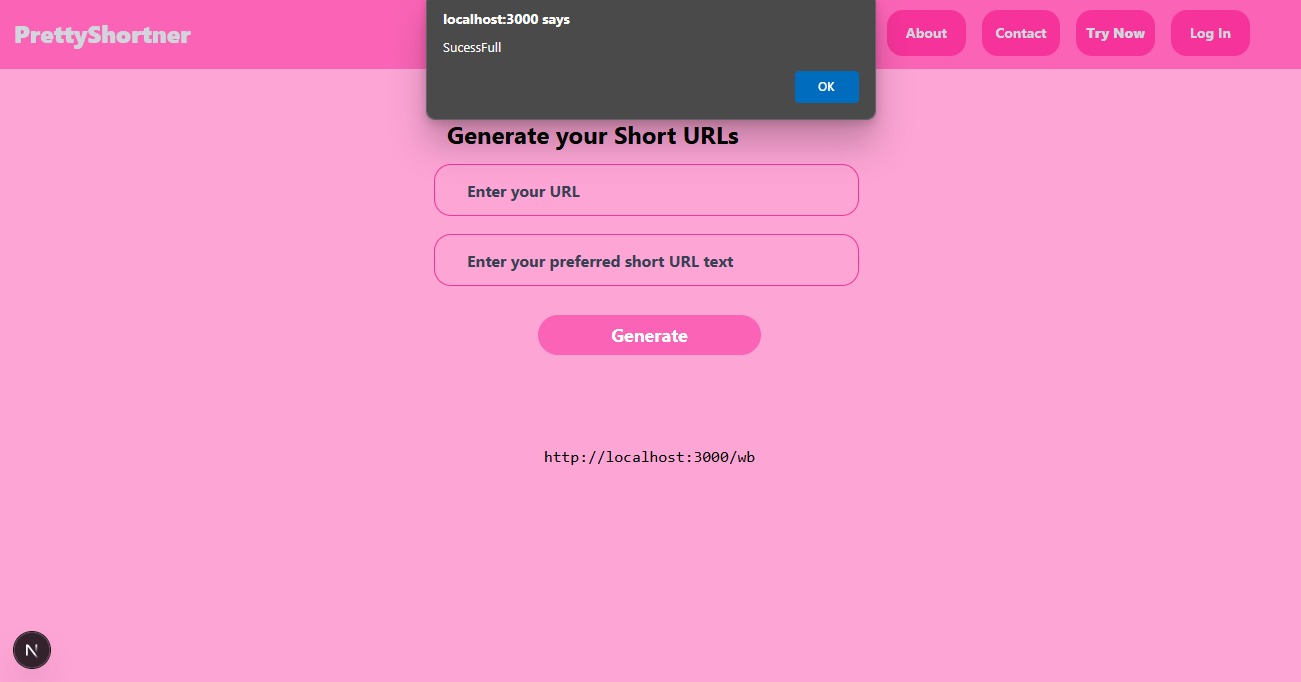 PrettyShortner
localhost:3000 says
SucessFull
OK
About
Contact
Try Now
Log In
Generate your Short URLs
Enter your URL
Enter your preferred short URL text
Generate
http://localhost:3000/wb
N